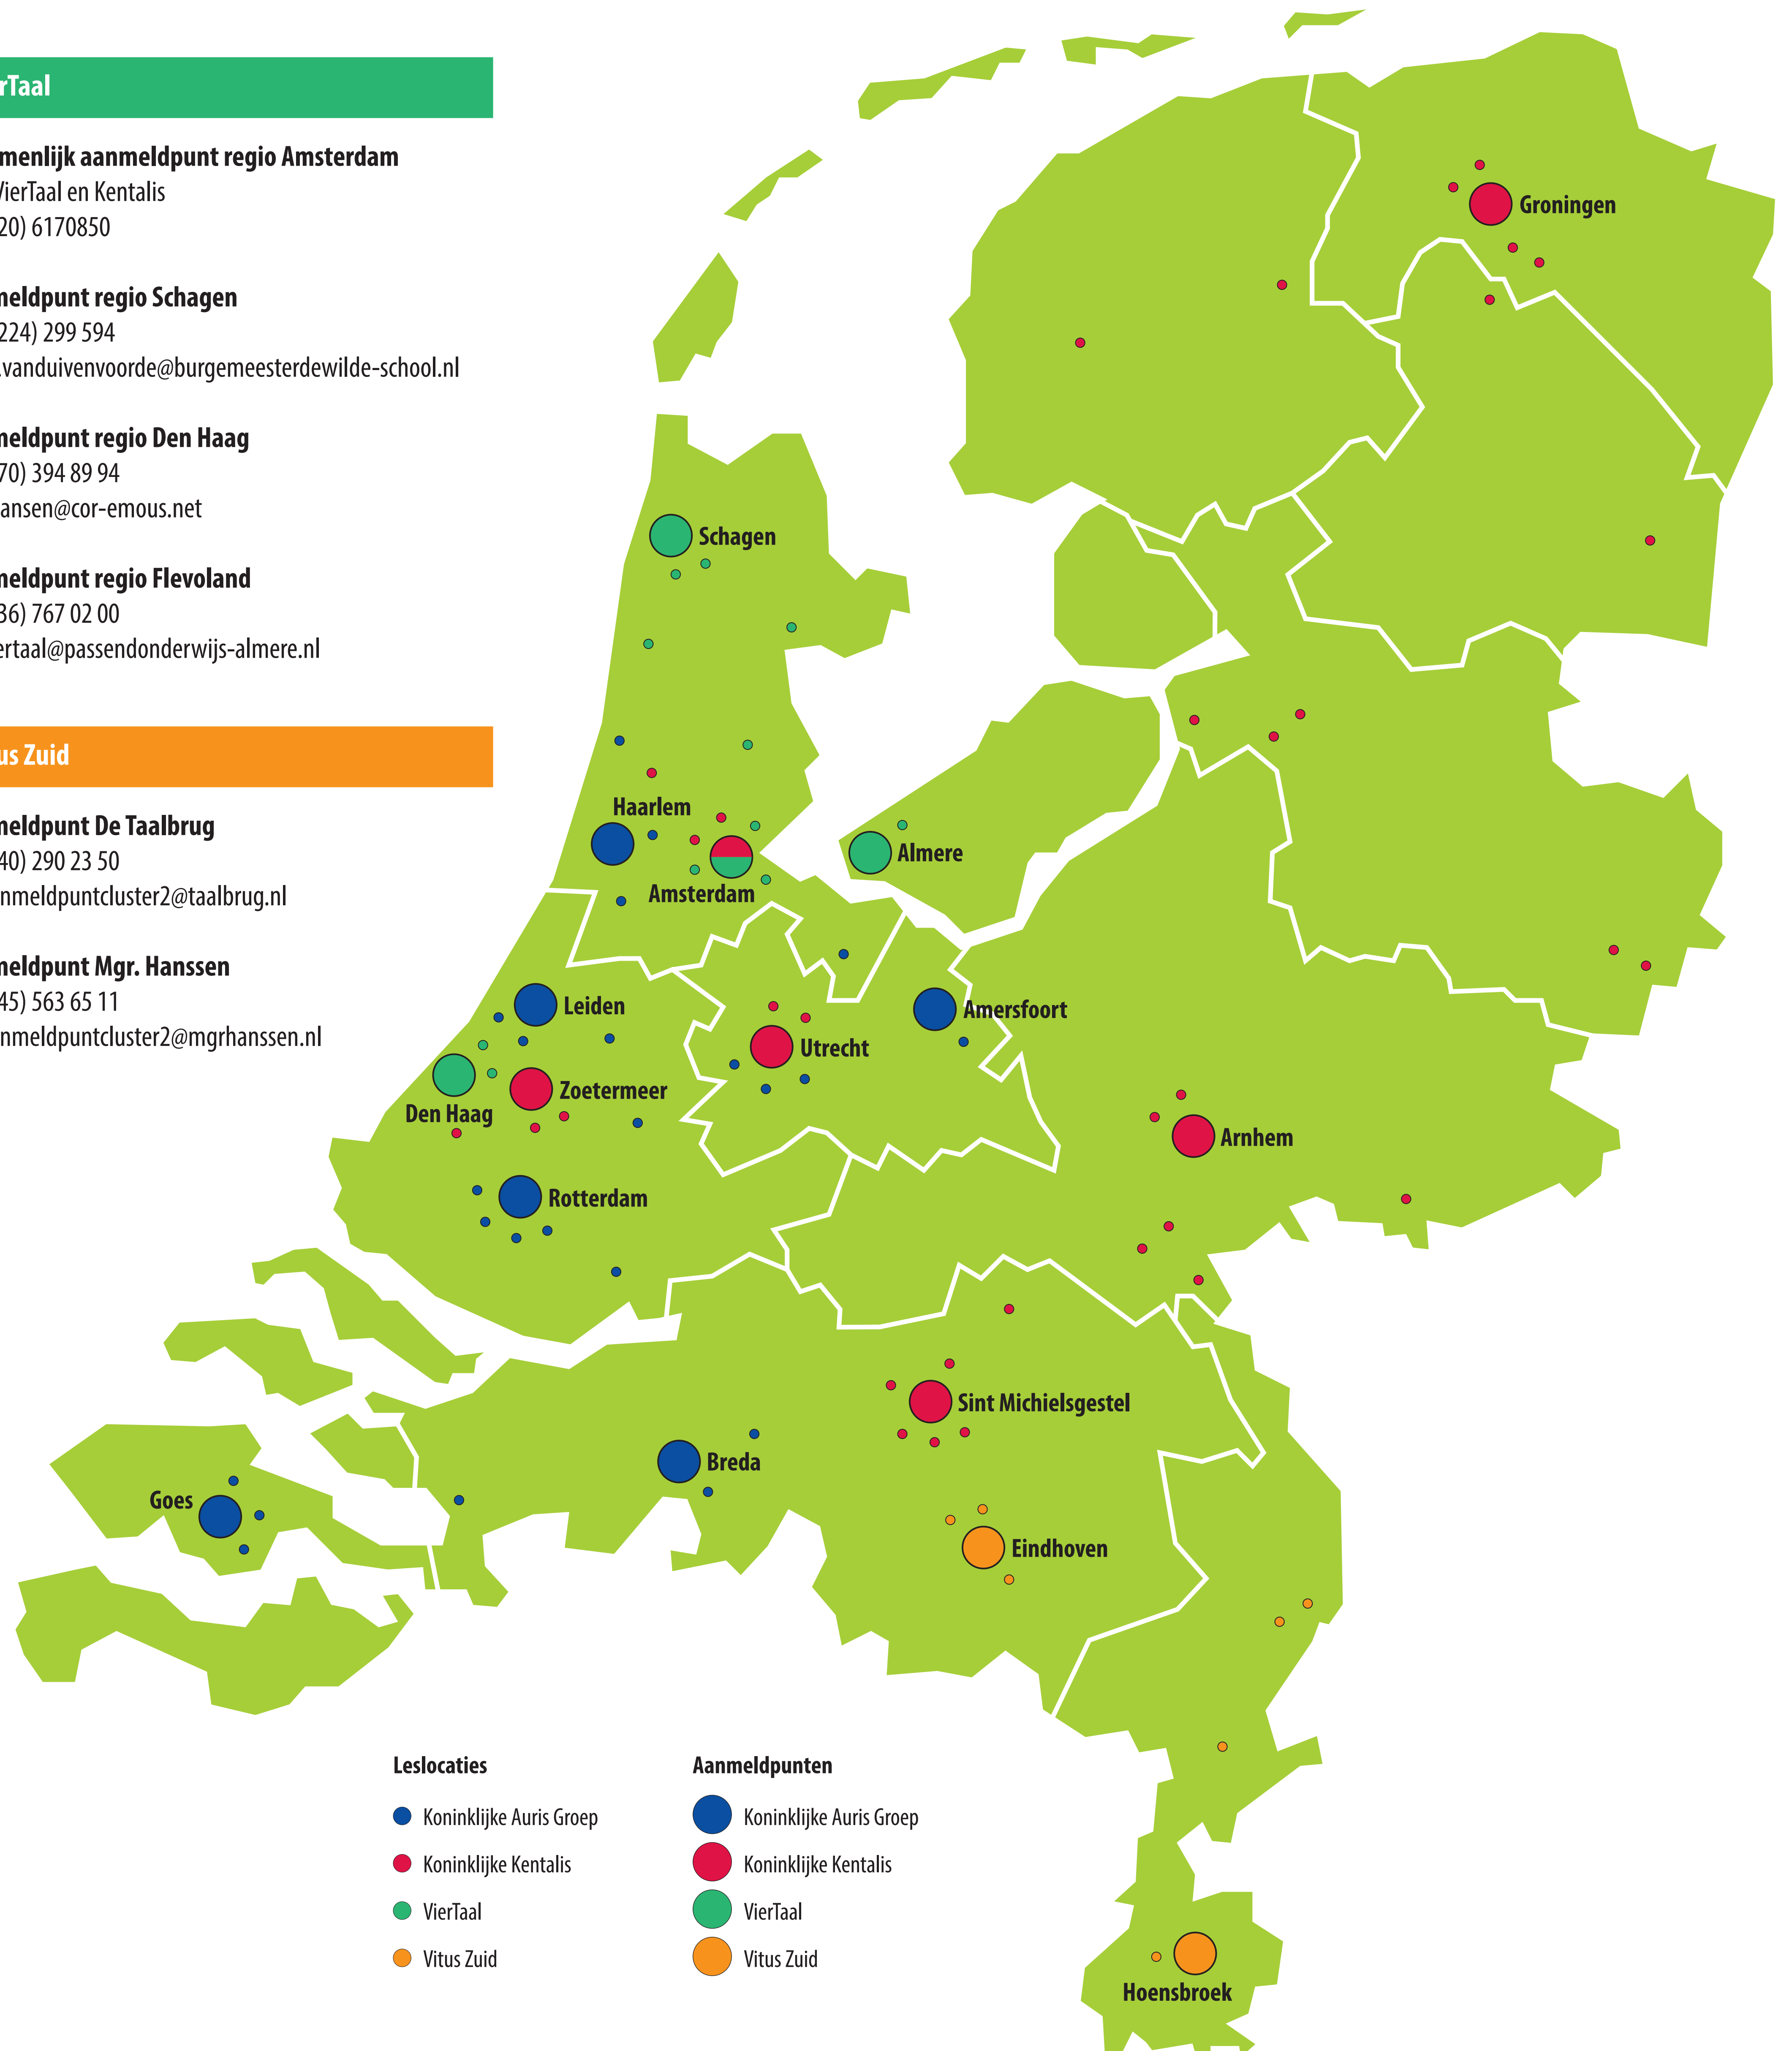 rTaal
menlijk aanmeldpunt regio Amsterdam
VierTaal en Kentalis
20) 6170850
meldpunt regio Schagen
224) 299 594
.vanduivenvoorde@burgemeesterdewilde-school.nl
meldpunt regio Den Haag
70) 394 89 94
ansen@cor-emous.net
meldpunt regio Flevoland
36) 767 02 00
ertaal@passendonderwijs-almere.nl
us Zuid
meldpunt De Taalbrug
40) 290 23 50
nmeldpuntcluster2@taalbrug.nl
meldpunt Mgr. Hanssen
45) 563 65 11
nmeldpuntcluster2@mgrhanssen.nl
Groningen
Schagen
Haarlem
Almere
Amsterdam
Leiden
Amersfoort
Utrecht
Zoetermeer
Den Haag
Arnhem
Rotterdam
Sint Michielsgestel
Breda
Goes
Eindhoven
Hoensbroek
Leslocaties
Koninklijke Auris Groep
Koninklijke Kentalis
VierTaal
Vitus Zuid
Aanmeldpunten
Koninklijke Auris Groep
Koninklijke Kentalis
VierTaal
Vitus Zuid